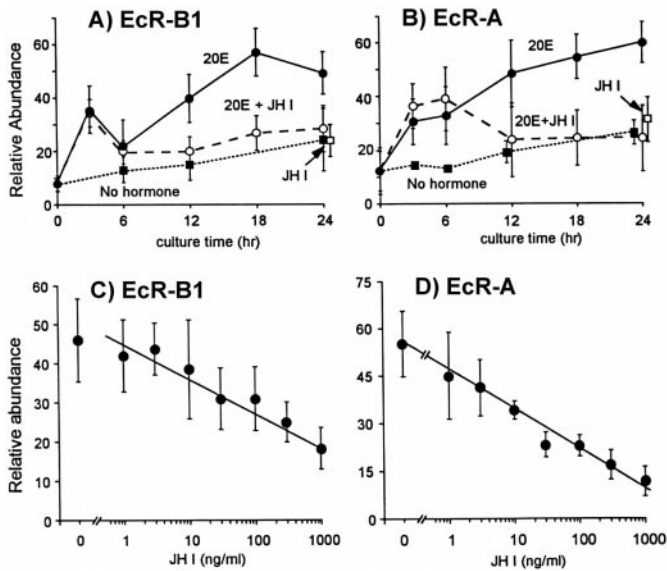 A) EcR-B1
Relative Abundance
60
40
20
0
20E
20E + JH I
No hormone
JH I
0 6 12 18 24
culture time (hr)
B) EcR-A
60
40
20
0
20E
JH I
20E+JH I
No hormone
0 6 12 18 24
culture time (hr)
C) EcR-B1
Relative abundance
60
50
40
30
20
10
0
0 1 10 100 1000
JH I (ng/ml)
D) EcR-A
75
60
45
30
15
0
0 1 10 100 1000
JH I (ng/ml)